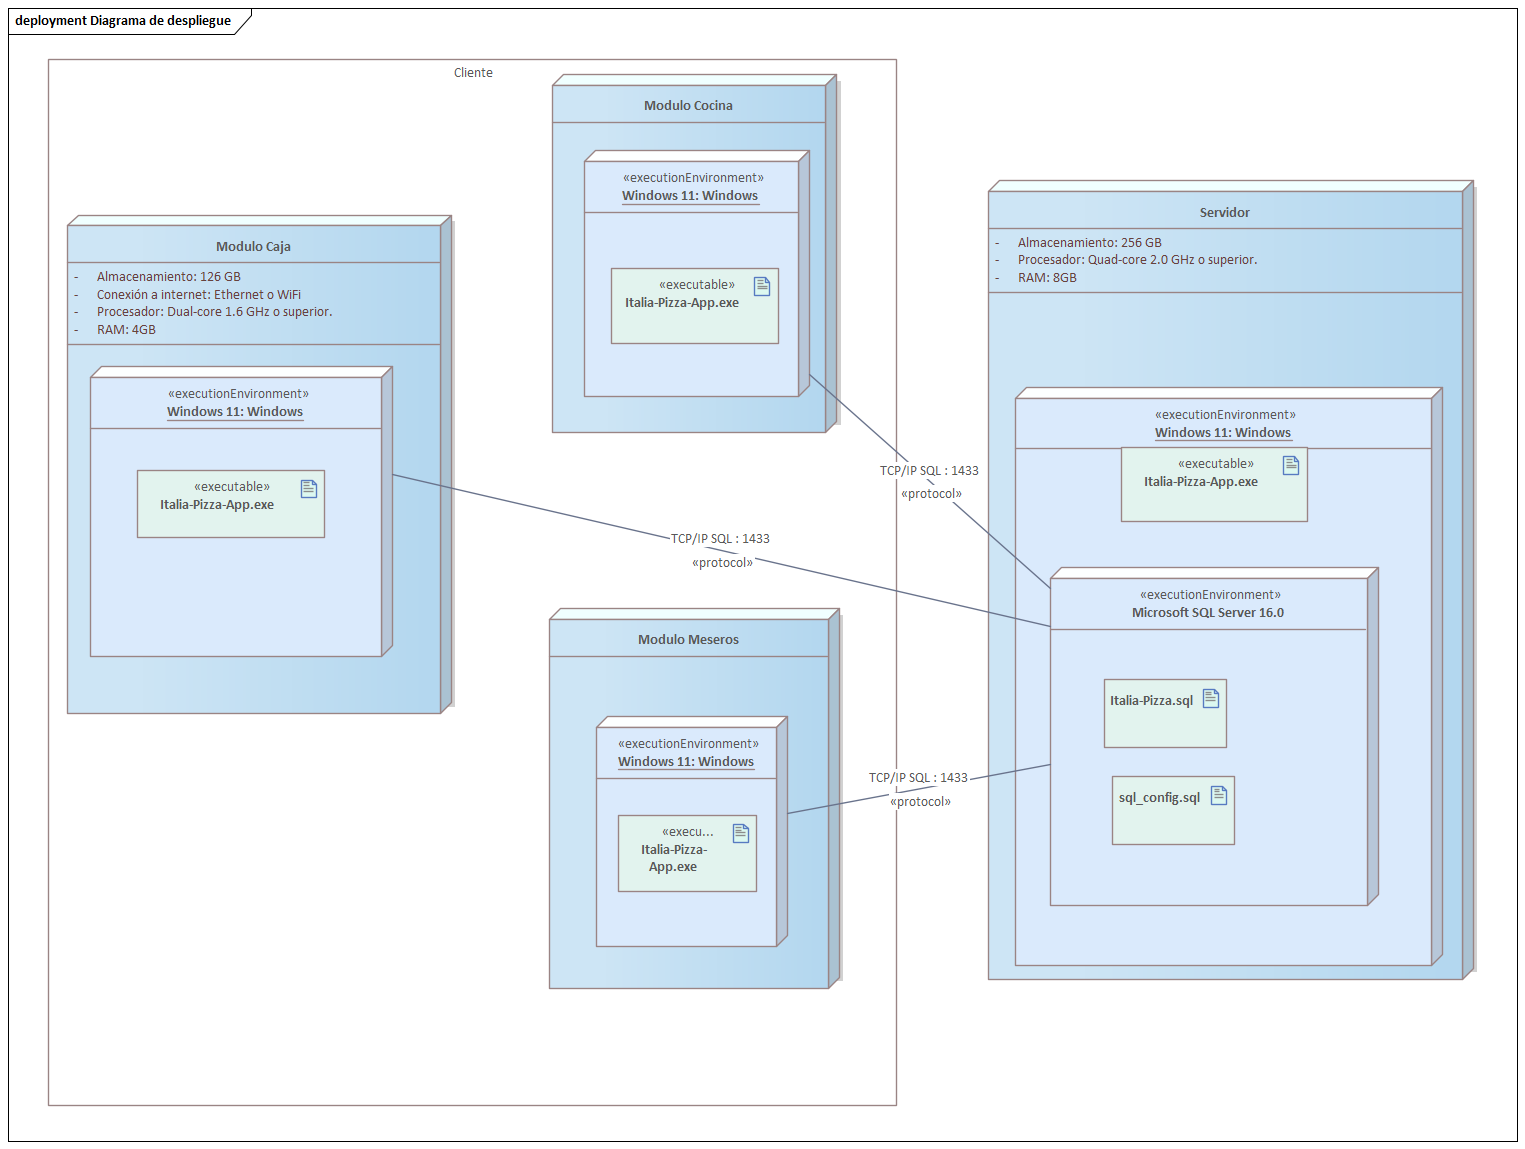 deployment Diagrama de despliegue
Cliente
Modulo Cocina
«executionEnvironment»
Windows 11: Windows
«executable»
Italia-Pizza-App.exe
Modulo Caja
- Almacenamiento: 126 GB
- Conexión a internet: Ethernet o WiFi
- Procesador: Dual-core 1.6 GHz o superior.
- RAM: 4GB
«executionEnvironment»
Windows 11: Windows
«executable»
Italia-Pizza-App.exe
Modulo Meseros
«executionEnvironment»
Windows 11: Windows
«execu...
Italia-Pizza-
App.exe
TCP/IP SQL : 1433
«protocol»
TCP/IP SQL : 1433
«protocol»
TCP/IP SQL : 1433
«protocol»
Servidor
- Almacenamiento: 256 GB
- Procesador: Quad-core 2.0 GHz o superior.
- RAM: 8GB
«executionEnvironment»
Windows 11: Windows
«executable»
Italia-Pizza-App.exe
«executionEnvironment»
Microsoft SQL Server 16.0
Italia-Pizza.sql
sql_config.sql